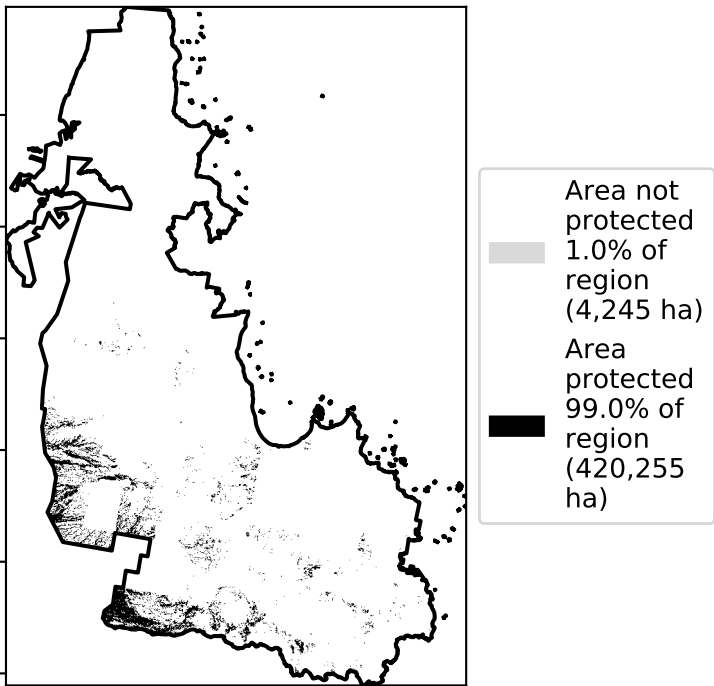 Area not
protected
1.0% of
region
(4,245 ha)
Area
protected
99.0% of
region
(420,255
ha)